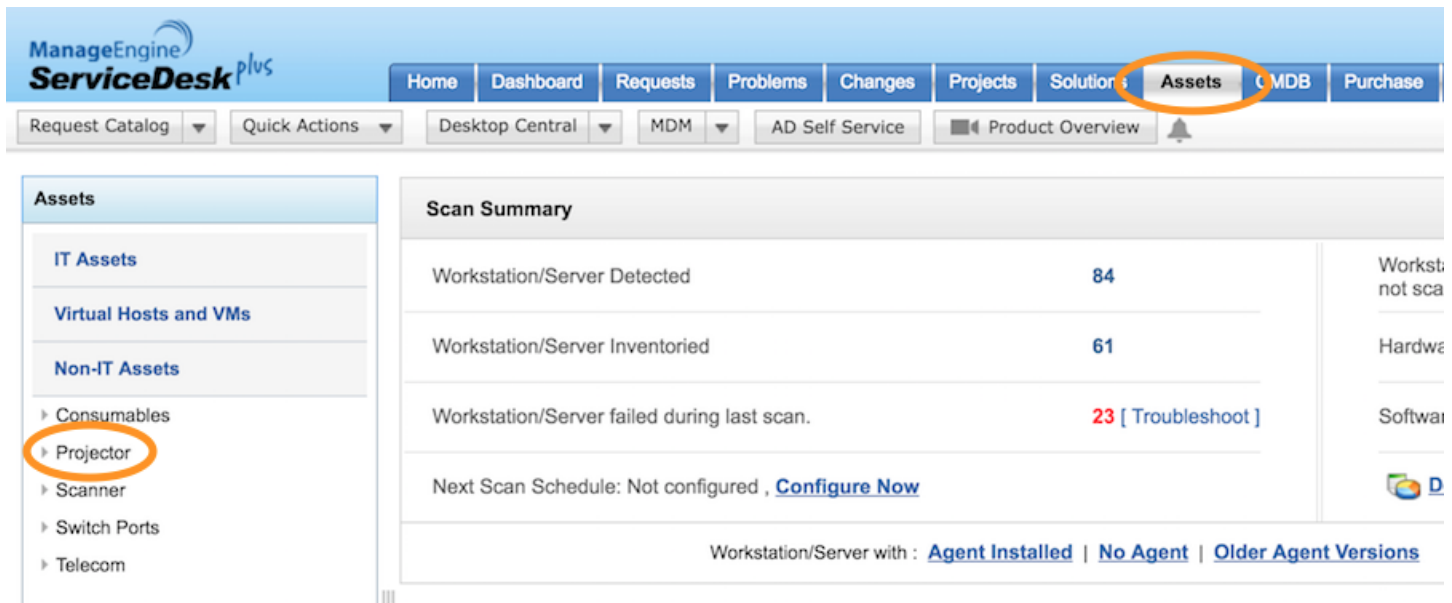 ManageEngine
ServiceDesk plus
Home Dashboard Requests Problems Changes Projects Solutions Assets CMDB Purchase
Request Catalog Quick Actions Desktop Central MDM AD Self Service Product Overview
Assets
IT Assets
Virtual Hosts and VMs
Non-IT Assets
Consumables
Projector
Scanner
Switch Ports
Telecom
Scan Summary
Workstation/Server Detected 84
Workstation/Server Inventoried 61
Workstation/Server failed during last scan. 23 [ Troubleshoot ]
Next Scan Schedule: Not configured , Configure Now
Workstation/Server with : Agent Installed | No Agent | Older Agent Versions
not